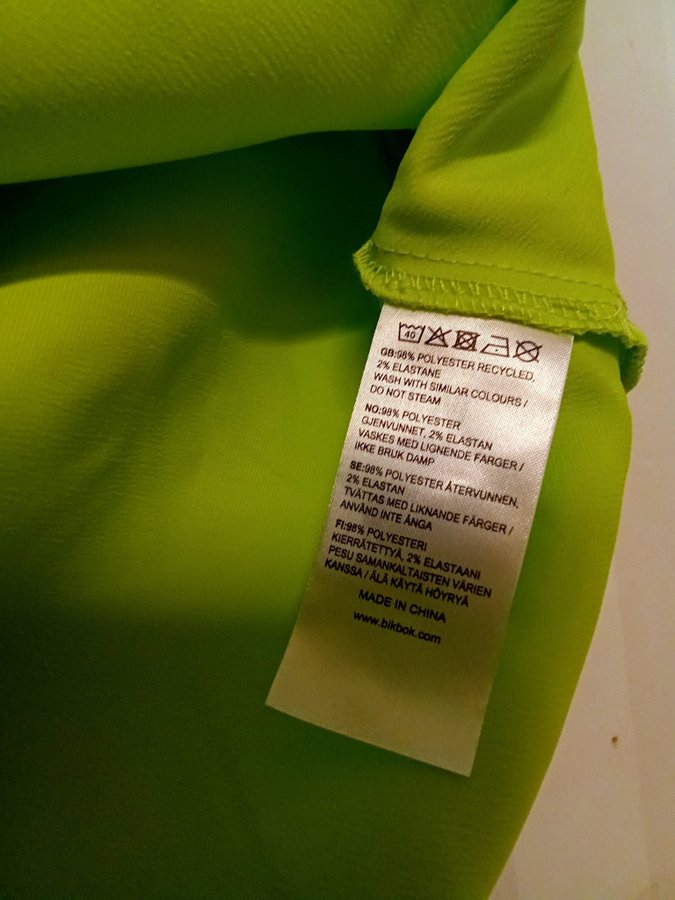 40
GB:98% POLYESTER RECYCLED,
2% ELASTANE
WASH WITH SIMILAR COLOURS /
DO NOT STEAM
NO:98% POLYESTER
GJENVUNNET, 2% ELASTAN
VASKES MED LIGNENDE FARGER /
IKKE BRUK DAMP
SE:98% POLYESTER ÅTERVUNNEN,
2% ELASTAN
TVÄTTAS MED LIKNANDE FÄRGER /
ANVÄND INTE ÅNGA
FI:98% POLYESTERI
KIERRÄTETTYÄ, 2% ELASTAANI
PESU SAMANKALTAISTEN VÄRIEN
KANSSA / ÄLÄ KÄYTÄ HÖYRYÄ
MADE IN CHINA
www.bikbok.com